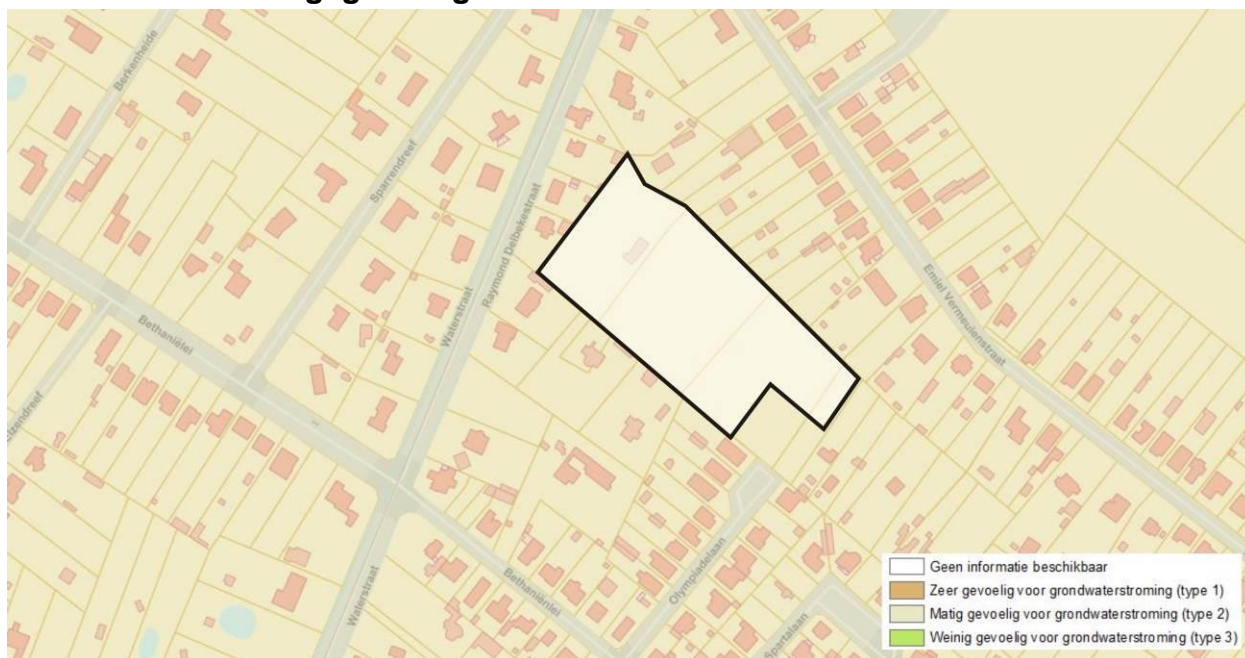 Berkenheide
Sparrendreef
Raymond Delbekestraat
Waterstraat
Emiel Vermeulenstraat
Bethaniëlei
Elzendreef
Bethaniënlei
Waterstraat
Olympiadelaan
Spartalaan
Geen informatie beschikbaar
Zeer gevoelig voor grondwaterstroming (type 1)
Matig gevoelig voor grondwaterstroming (type 2)
Weinig gevoelig voor grondwaterstroming (type 3)